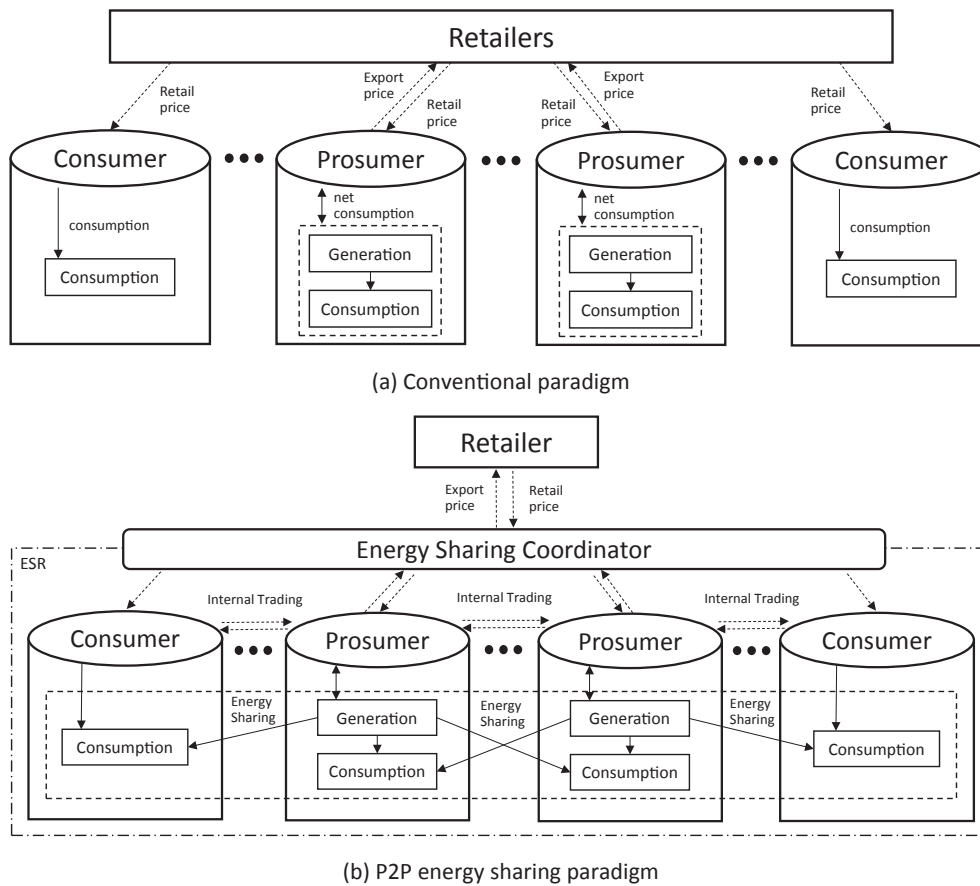 Retailers
Retail
price
Export
price
Retail
price
Export
price
Retail
price
Retail
price
Consumer
Prosumer
Prosumer
Consumer
consumption
net
consumption
net
consumption
consumption
Consumption
Generation
Consumption
Generation
Consumption
Consumption
(a) Conventional paradigm
Retailer
Export
price
Retail
price
Energy Sharing Coordinator
ESR
Internal Trading
Internal Trading
Internal Trading
Consumer
Prosumer
Prosumer
Consumer
Energy
Sharing
Energy
Sharing
Energy
Sharing
Consumption
Generation
Consumption
Generation
Consumption
Consumption
(b) P2P energy sharing paradigm